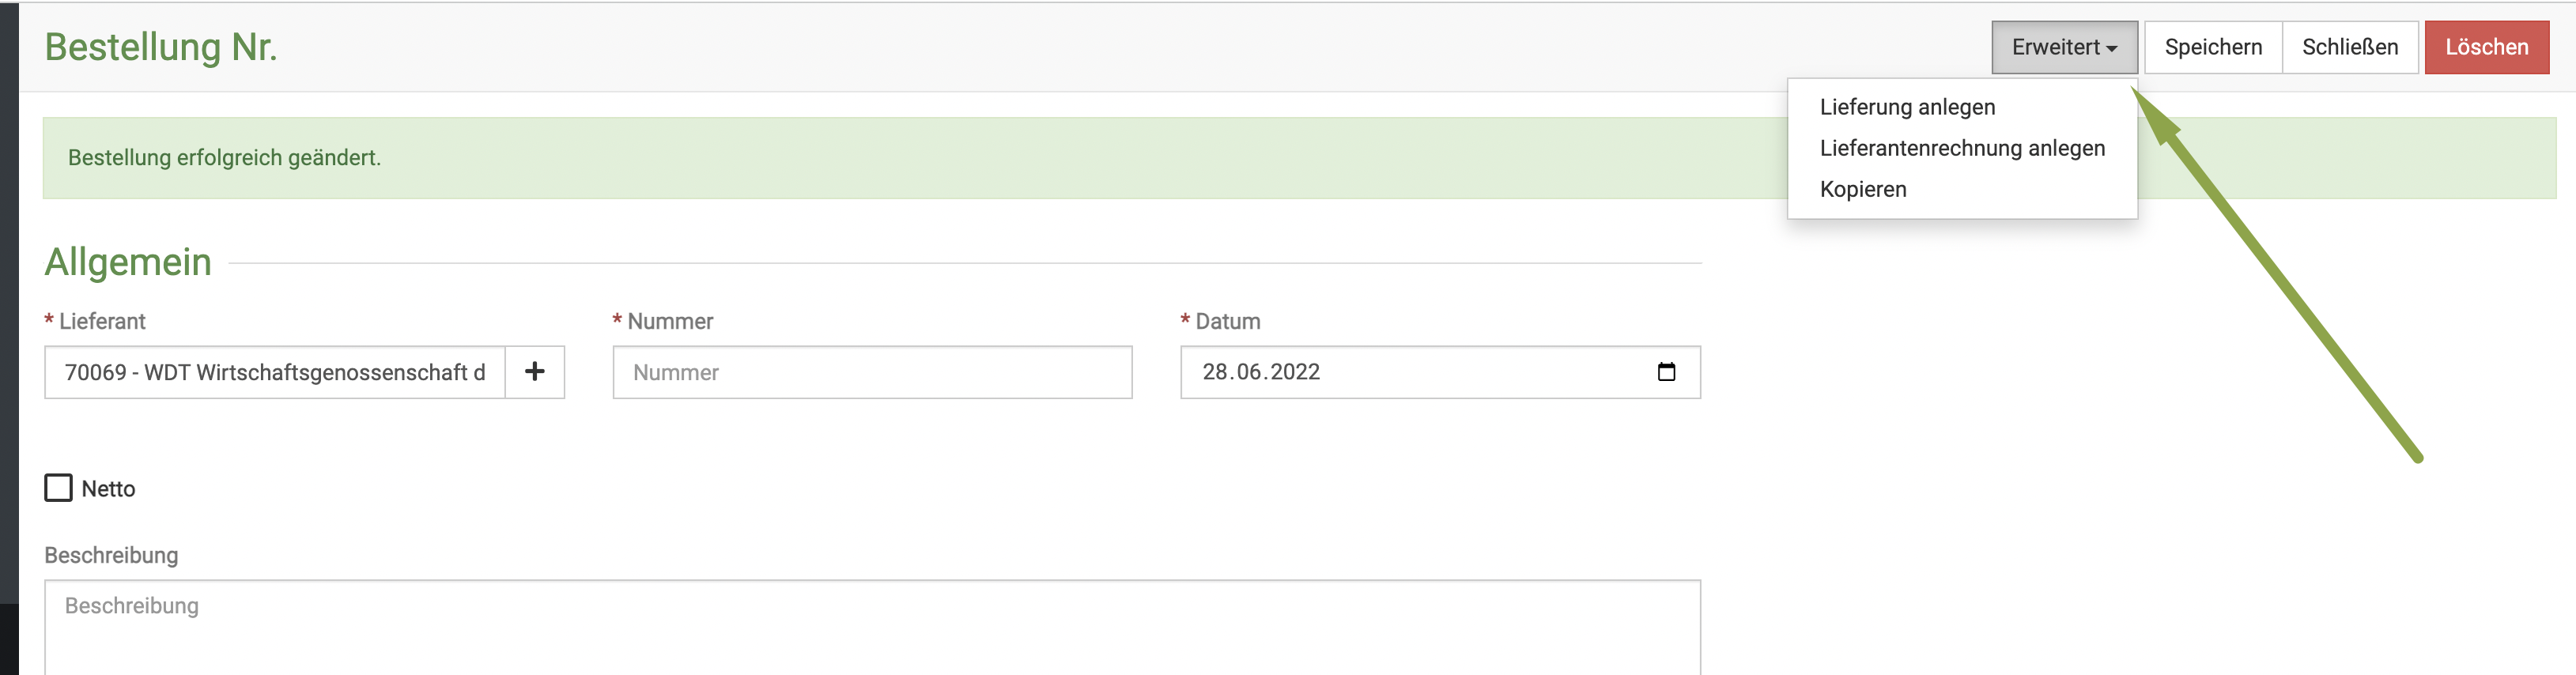 Bestellung Nr.
Erweitert Speichern Schließen Löschen
Lieferung anlegen
Lieferantenrechnung anlegen
Kopieren
Bestellung erfolgreich geändert.
Allgemein
* Lieferant * Nummer * Datum
70069 - WDT Wirtschaftsgenossenschaft d + Nummer 28.06.2022
Netto
Beschreibung
Beschreibung